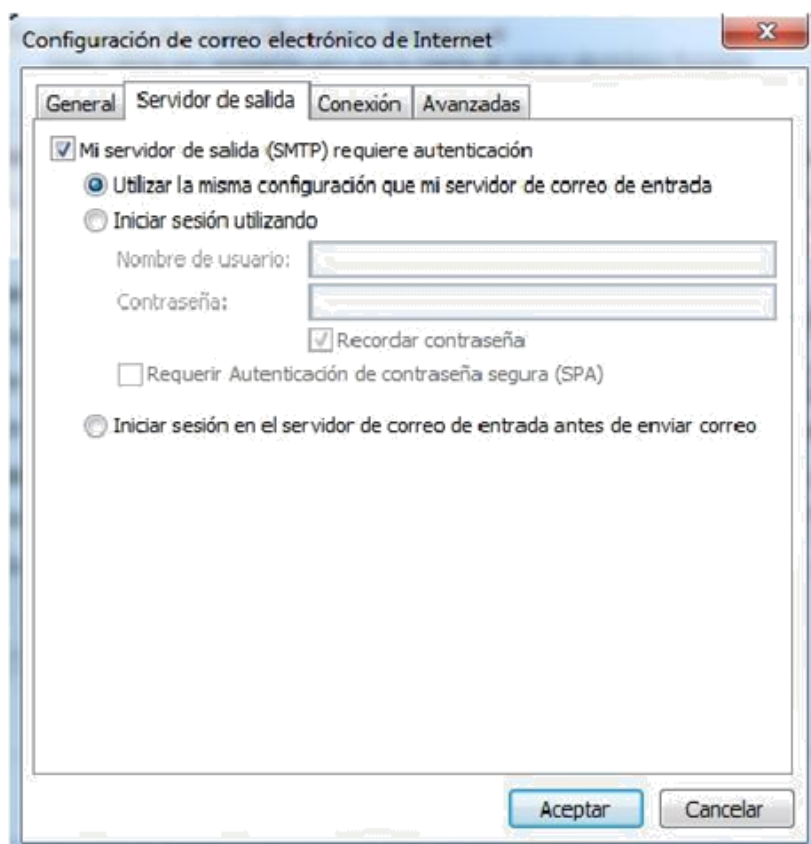 Configuración de correo electrónico de Internet
General Servidor de salida Conexión Avanzadas
Mi servidor de salida (SMTP) requiere autenticación
Utilizar la misma configuración que mi servidor de correo de entrada
Iniciar sesión utilizando
Nombre de usuario:
Contraseña:
Recordar contraseña
Requerir Autenticación de contraseña segura (SPA)
Iniciar sesión en el servidor de correo de entrada antes de enviar correo
Aceptar Cancelar